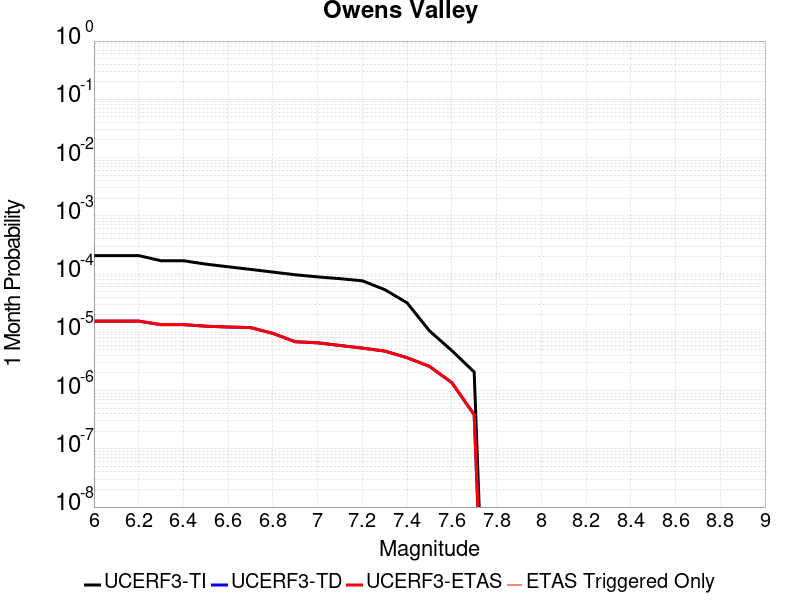 Owens Valley
10^0
10^-1
10^-2
10^-3
10^-4
10^-5
10^-6
10^-7
10^-8
1 Month Probability
6 6.2 6.4 6.6 6.8 7 7.2 7.4 7.6 7.8 8 8.2 8.4 8.6 8.8 9
Magnitude
UCERF3-TI UCERF3-TD UCERF3-ETAS ETAS Triggered Only